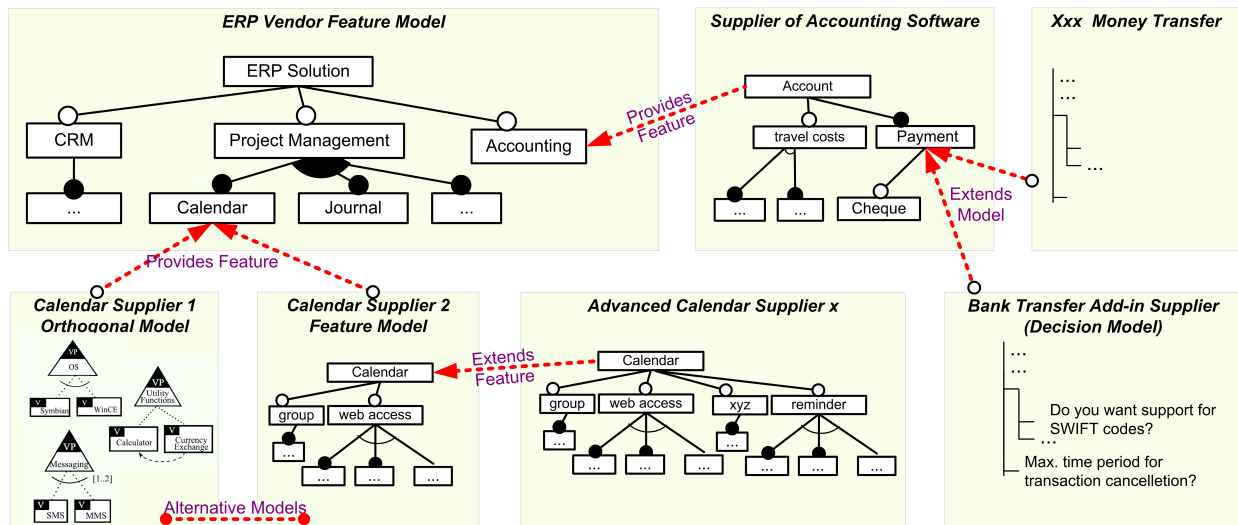 ERP Vendor Feature Model
ERP Solution
CRM
Project Management
Accounting
...
Calendar
Journal
...
Provides
Feature
Supplier of Accounting Software
Account
travel costs
Payment
...
...
Cheque
Extends
Model
Xxx Money Transfer
...
...
...
Provides Feature
Calendar Supplier 1
Orthogonal Model
VP
OS
V
Symbian
V
WinCE
VP
Utility
Functions
V
Calculator
V
Currency
Exchange
VP
Messaging
[1..2]
V
SMS
V
MMS
Alternative Models
Calendar Supplier 2
Feature Model
Calendar
group
web access
...
...
...
...
Extends
Feature
Advanced Calendar Supplier x
Calendar
group
web access
xyz
reminder
...
...
...
...
...
...
...
...
Bank Transfer Add-in Supplier
(Decision Model)
...
...
Do you want support for
SWIFT codes?
...
Max. time period for
transaction cancelletion?